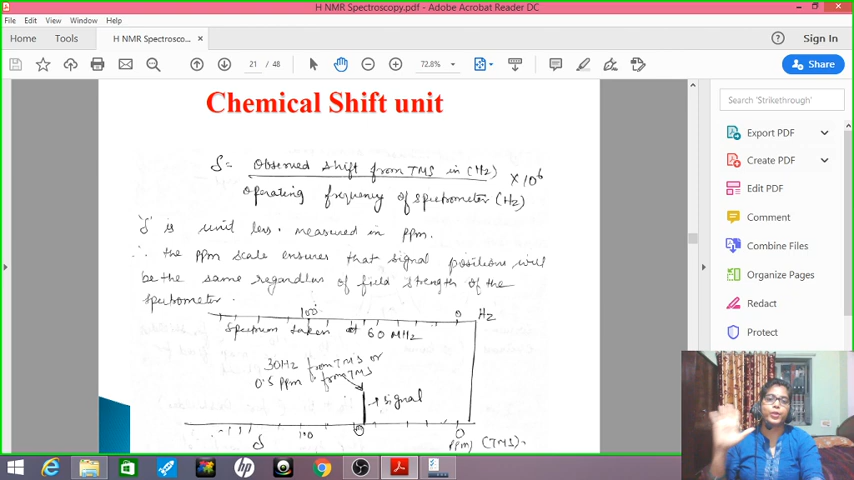 H NMR Spectroscopy.pdf - Adobe Acrobat Reader DC
File Edit View Window Help
Home Tools H NMR Spectrosco... × Sign In
21 / 48 72.8% Share
Chemical Shift unit
δ = Observed shift from TMS in (Hz)
operating frequency of spectrometer (Hz) × 10⁶
'δ' is unit less. measured in ppm.
∴ the ppm scale ensures that signal positions will
be the same regardless of field strength of the
spectrometer.
100 0 Hz
Spectrum taken at 60 MHz
30Hz from TMS or
0.5 ppm from TMS
signal
δ 1.0 0
ppm (TMS)
Search 'Strikethrough'
Export PDF
Create PDF
Edit PDF
Comment
Combine Files
Organize Pages
Redact
Protect
hp